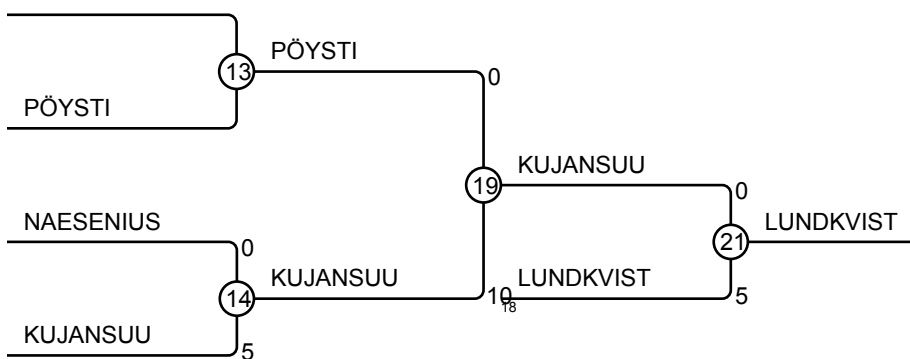 PÖYSTI
13
0
PÖYSTI
KUJANSUU
19
0
NAESENIUS
LUNDKVIST
0
21
KUJANSUU
LUNDKVIST
14
10
18
5
KUJANSUU
5